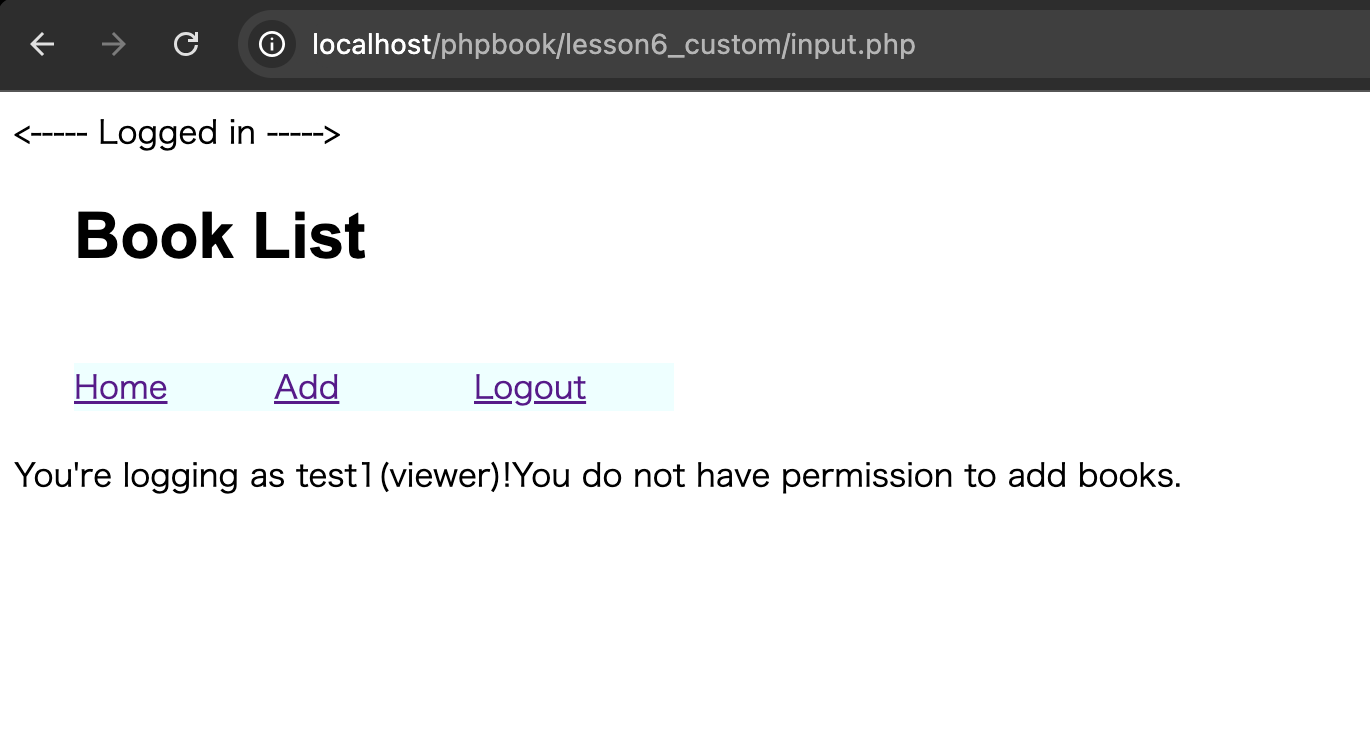 localhost/phpbook/lesson6_custom/input.php
<----- Logged in ----->
Book List
Home Add Logout
You're logging as test1(viewer)!You do not have permission to add books.